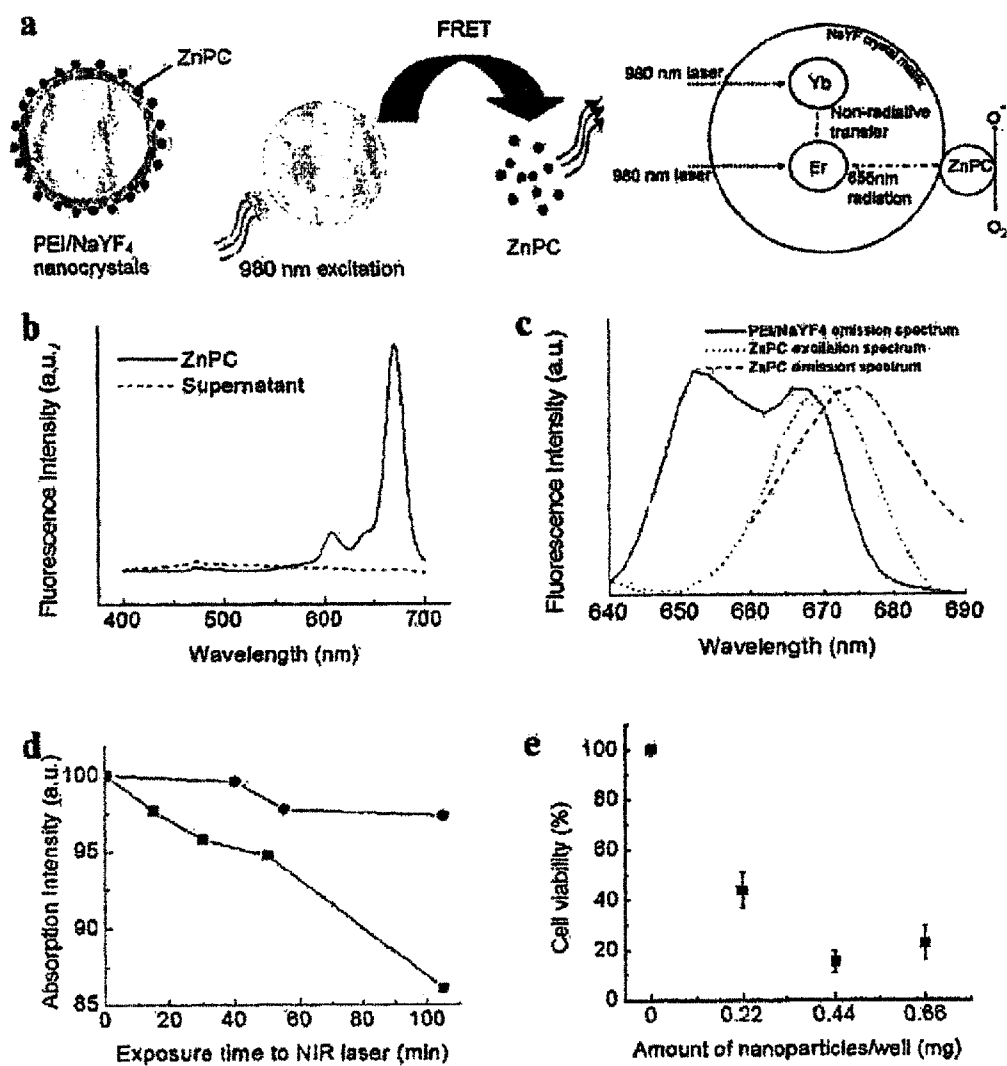 a
ZnPC
PEI/NaYF4
nanocrystals
980 nm excitation
FRET
ZnPC
NaYF crystal matrix
980 nm laser
Yb
Non-radiative
transfer
980 nm laser
Er
655nm
radiation
ZnPC
O2
b
Fluorescence Intensity (a.u.)
ZnPC
Supernatant
400
500
600
700
Wavelength (nm)
c
Fluorescence Intensity (a.u.)
PEI/NaYF4 emission spectrum
ZnPC excitation spectrum
ZnPC emission spectrum
640
650
660
670
680
690
Wavelength (nm)
d
Absorption Intensity (a.u.)
100
95
90
85
0
20
40
60
80
100
Exposure time to NIR laser (min)
e
Cell viability (%)
100
80
60
40
20
0
0
0.22
0.44
0.66
Amount of nanoparticles/well (mg)